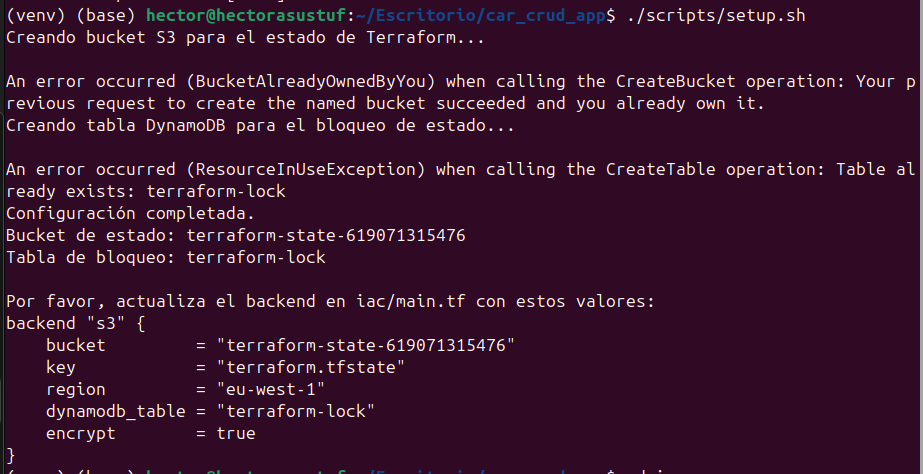 (venv) (base) hector@hectorasustuf:~/Escritorio/car_crud_app$ ./scripts/setup.sh
Creando bucket S3 para el estado de Terraform...

An error occurred (BucketAlreadyOwnedByYou) when calling the CreateBucket operation: Your p
revious request to create the named bucket succeeded and you already own it.
Creando tabla DynamoDB para el bloqueo de estado...

An error occurred (ResourceInUseException) when calling the CreateTable operation: Table al
ready exists: terraform-lock
Configuración completada.
Bucket de estado: terraform-state-619071315476
Tabla de bloqueo: terraform-lock

Por favor, actualiza el backend en iac/main.tf con estos valores:
backend "s3" {
    bucket         = "terraform-state-619071315476"
    key            = "terraform.tfstate"
    region         = "eu-west-1"
    dynamodb_table = "terraform-lock"
    encrypt        = true
}